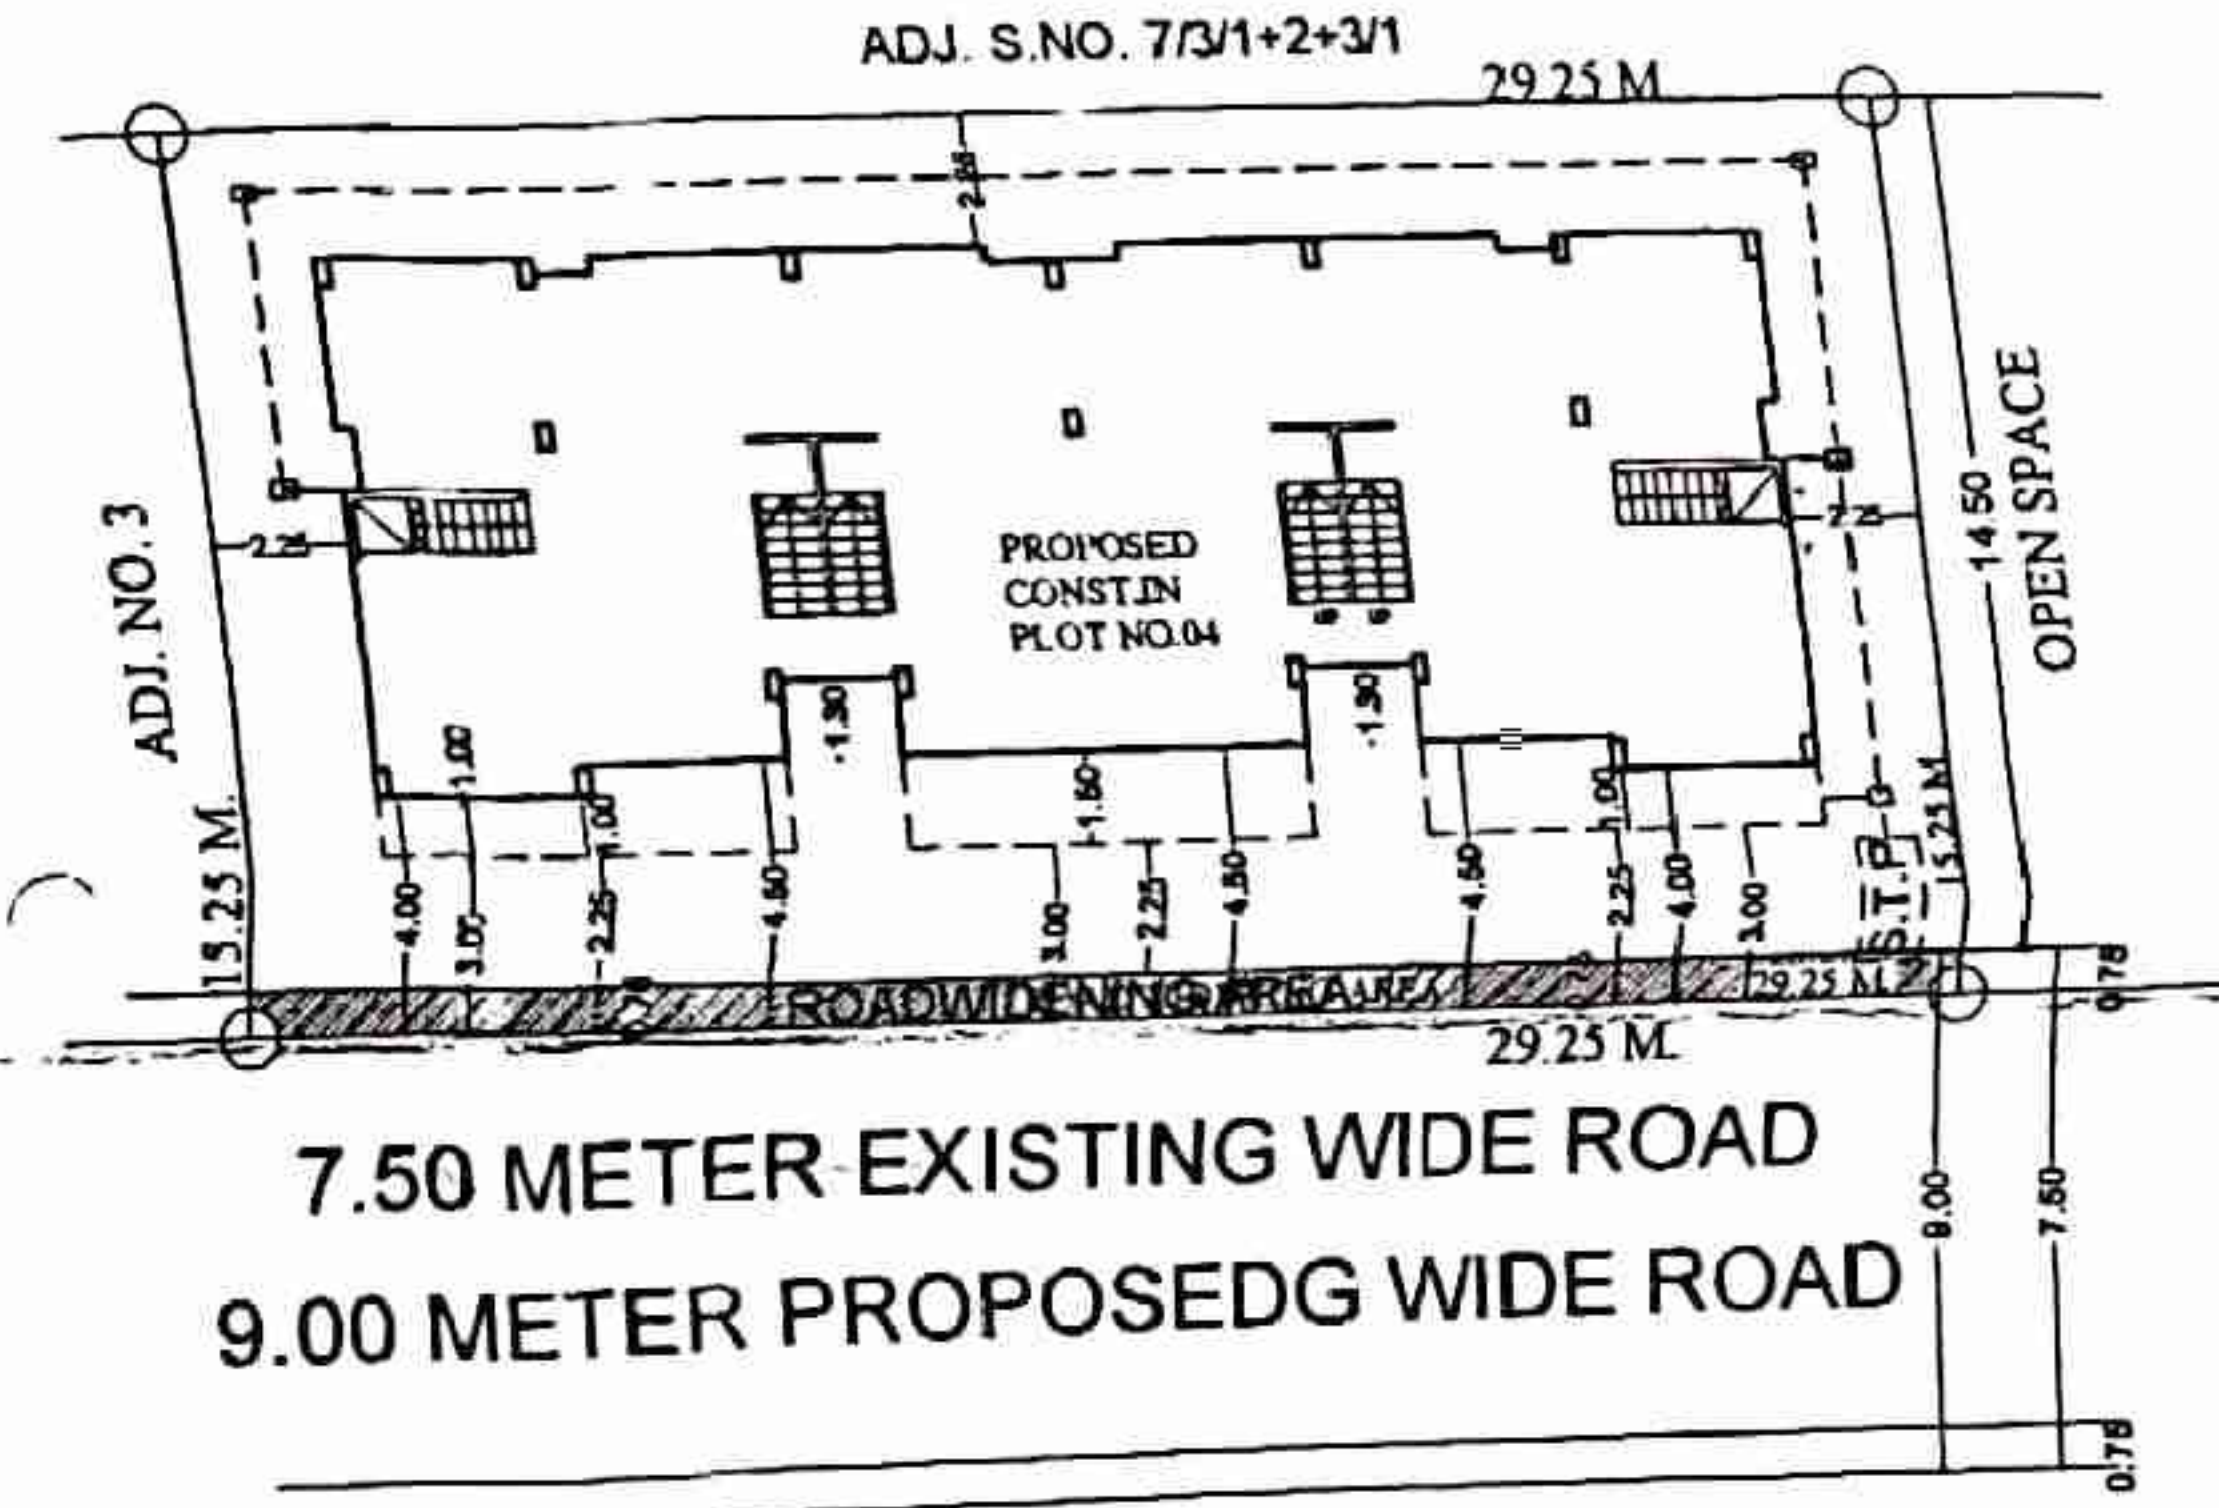 ADJ. S.NO. 7/3/1+2+3/1
29.25 M.
ADJ. NO.3
15.25 M.
2.25
PROPOSED
CONST.IN
PLOT NO.04
2.25
14.50
OPEN SPACE
-1.30
-1.30
1.00
1.00
1.50
1.00
4.00
3.00
2.25
4.50
3.00
2.25
4.50
4.50
2.25
4.00
3.00
S.T.P.
15.25 M
ROADWIDENING AREA
29.25 M.
0.75
29.25 M.
7.50 METER EXISTING WIDE ROAD
9.00 METER PROPOSEDG WIDE ROAD
9.00
7.50
0.75